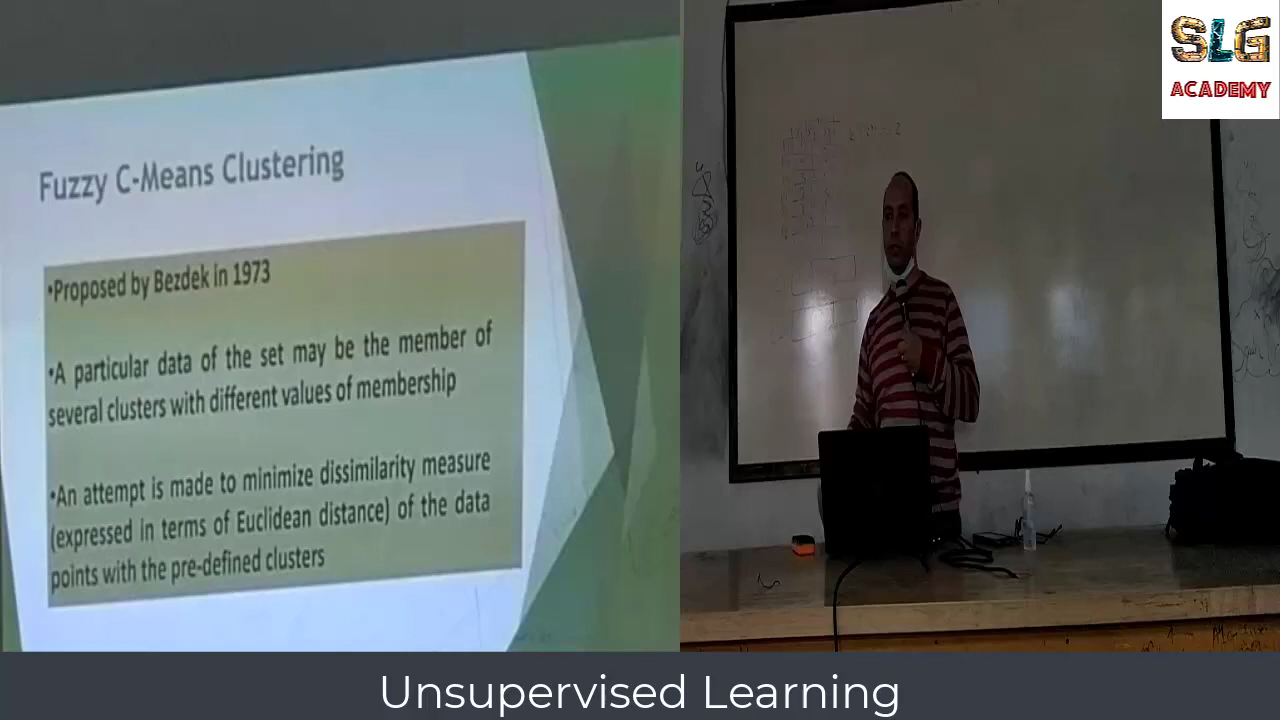 Fuzzy C-Means Clustering
•Proposed by Bezdek in 1973
•A particular data of the set may be the member of
several clusters with different values of membership
•An attempt is made to minimize dissimilarity measure
(expressed in terms of Euclidean distance) of the data
points with the pre-defined clusters
SLG
ACADEMY
Unsupervised Learning